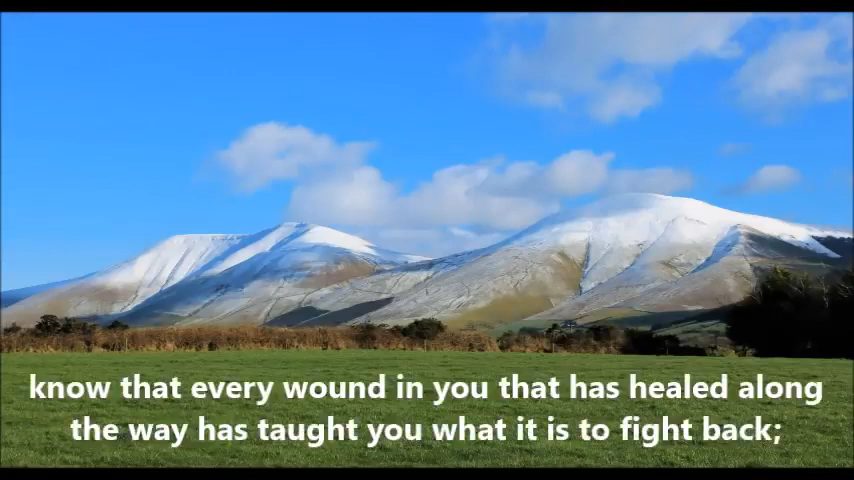 know that every wound in you that has healed along
the way has taught you what it is to fight back;